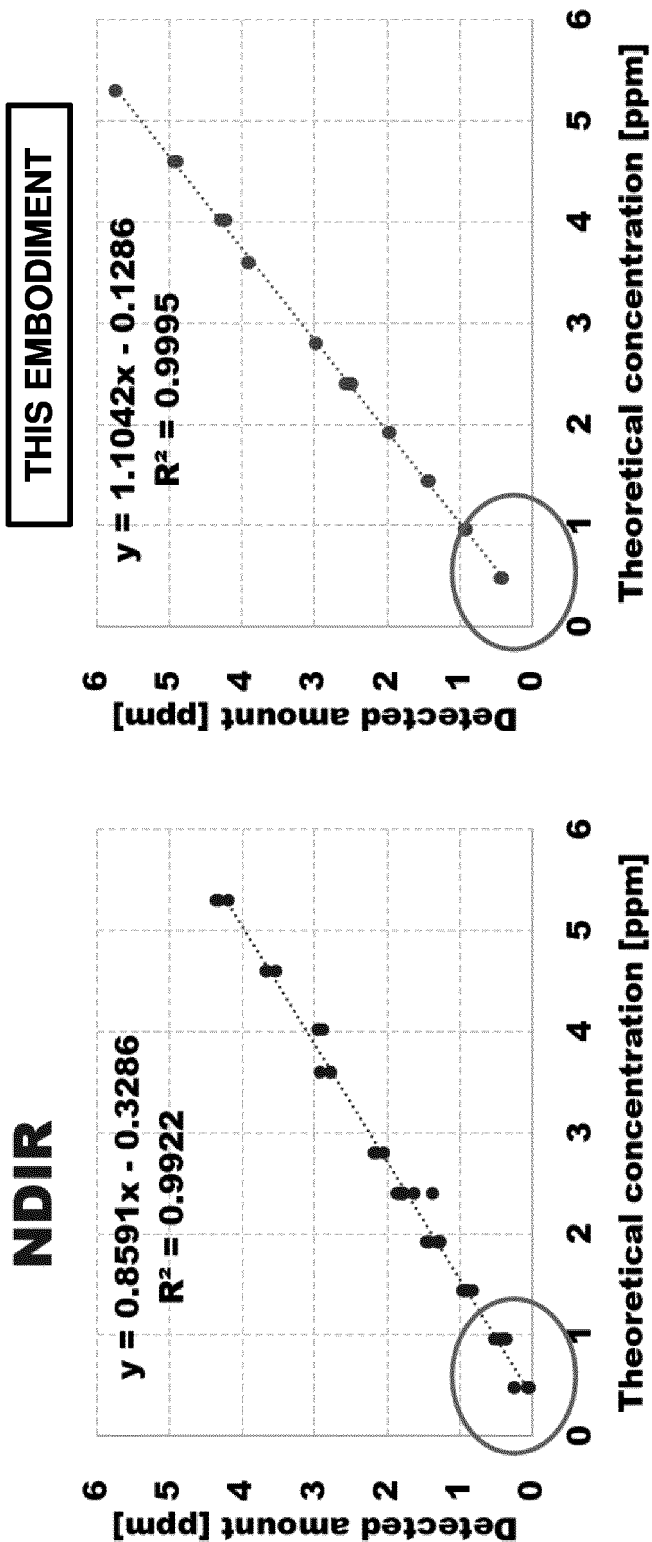 NDIR
y = 0.8591x - 0.3286
R² = 0.9922
Detected amount [ppm]
6
5
4
3
2
1
0
0 1 2 3 4 5 6
Theoretical concentration [ppm]
THIS EMBODIMENT
y = 1.1042x - 0.1286
R² = 0.9995
Detected amount [ppm]
6
5
4
3
2
1
0
0 1 2 3 4 5 6
Theoretical concentration [ppm]